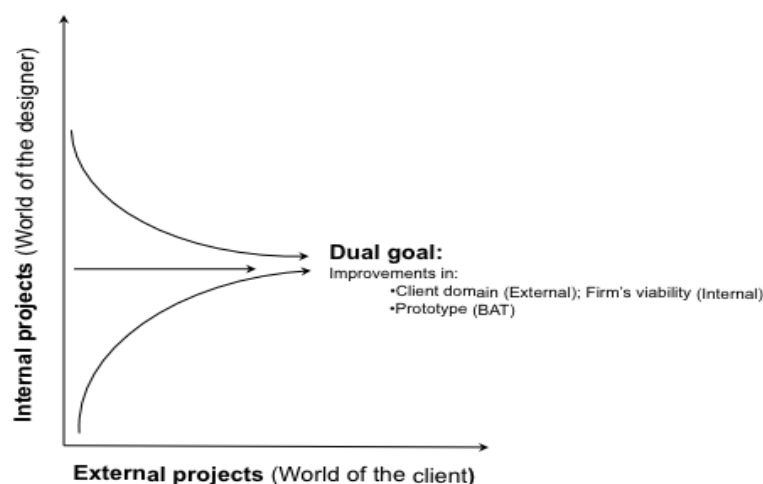 Internal projects (World of the designer)
Dual goal:
Improvements in:
•Client domain (External); Firm's viability (Internal)
•Prototype (BAT)
External projects (World of the client)